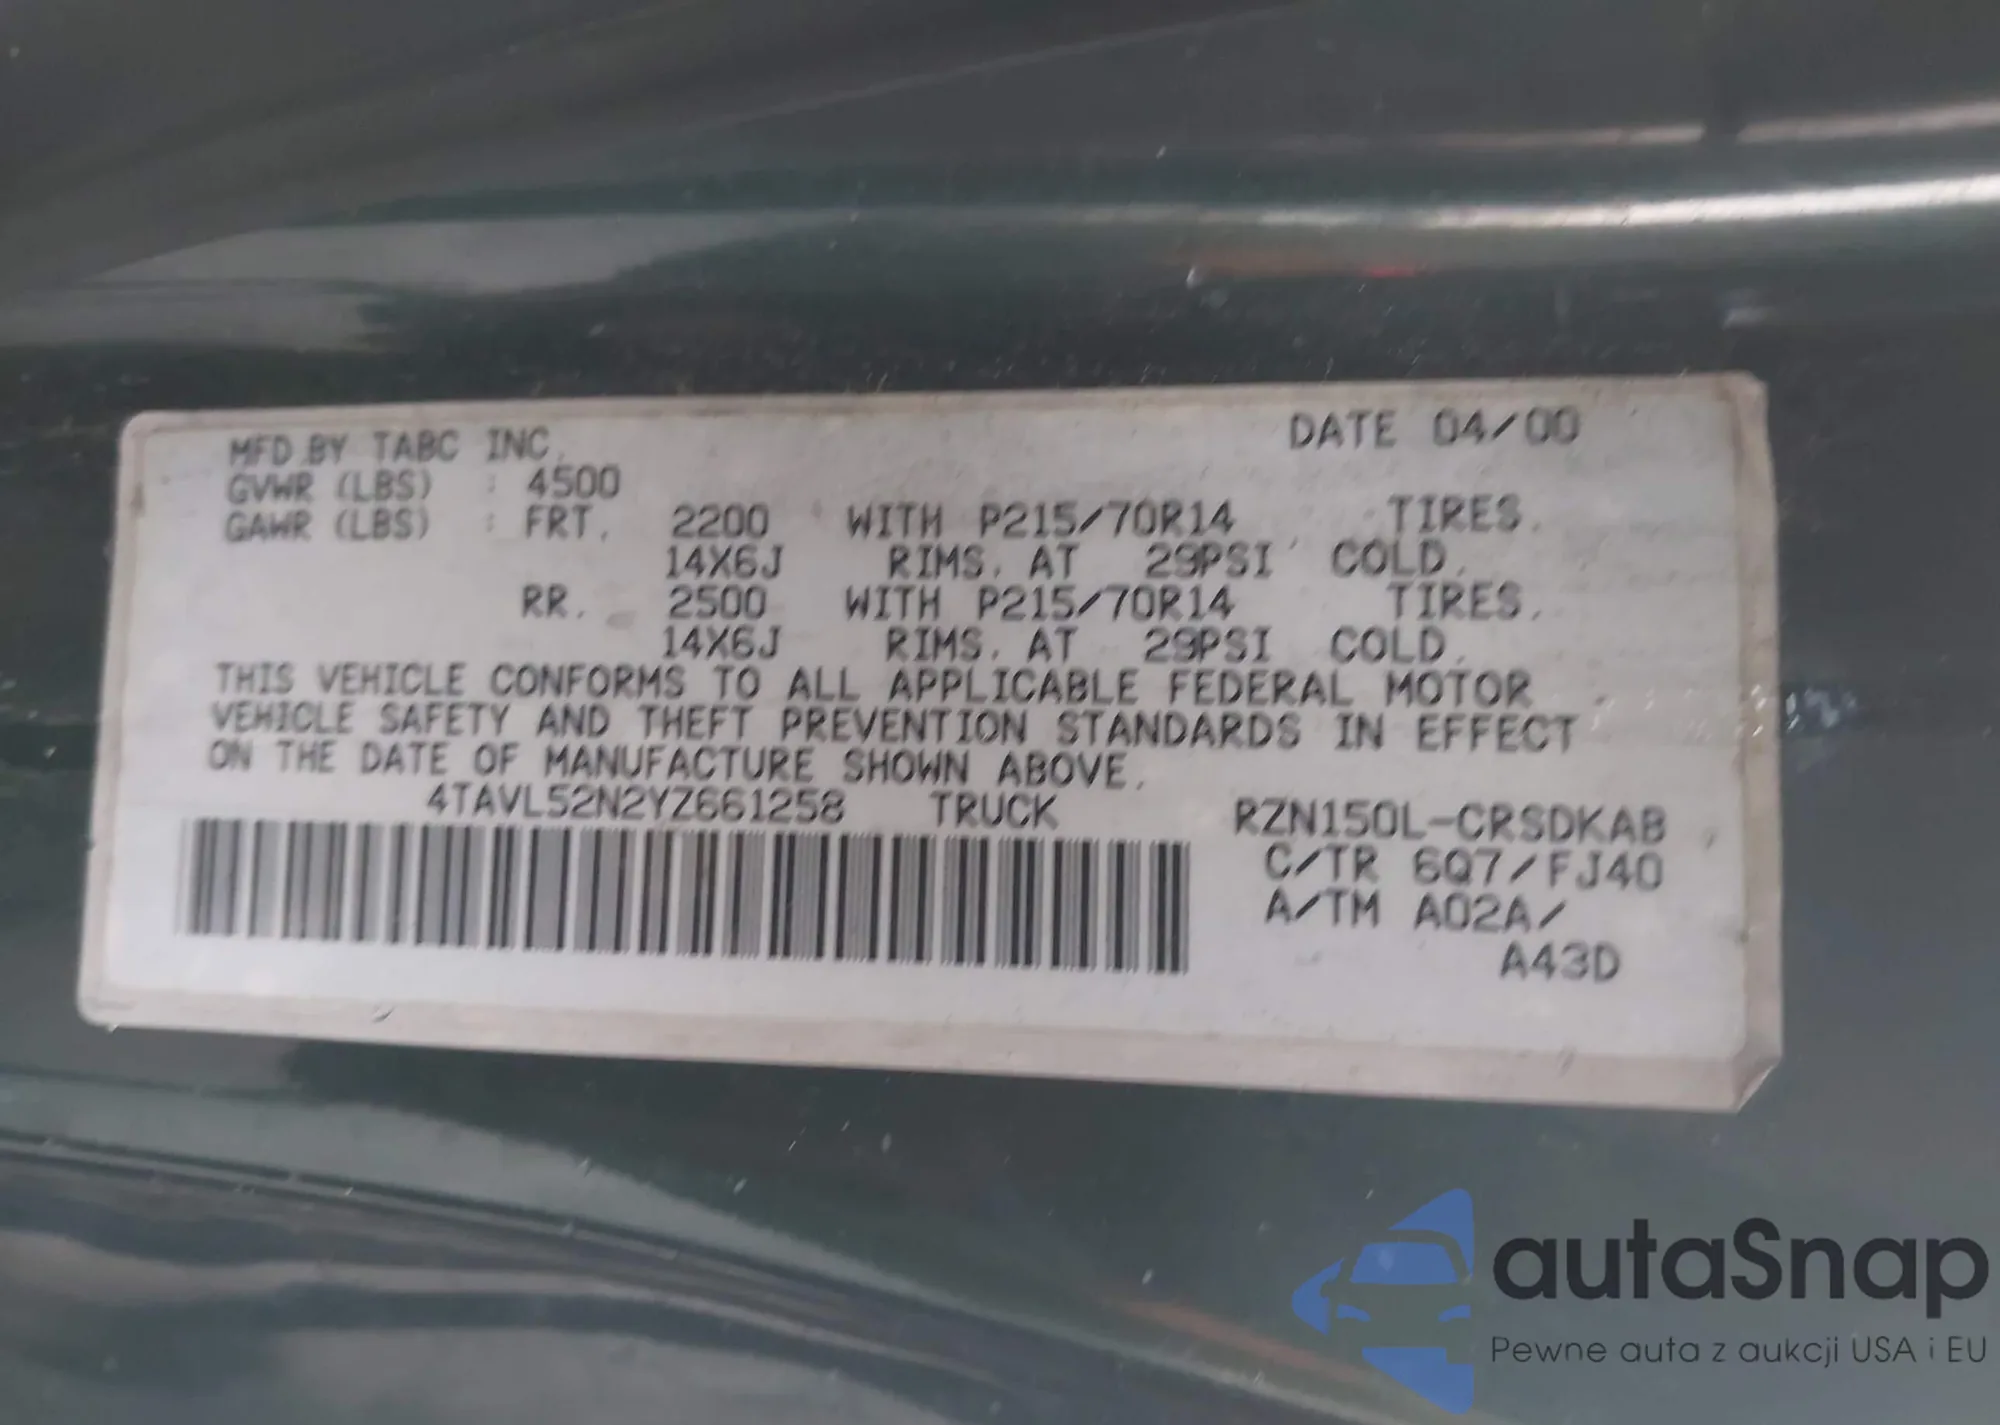 MFD BY TABC INC. DATE 04/00
GVWR (LBS) : 4500
GAWR (LBS) : FRT. 2200 WITH P215/70R14 TIRES.
14X6J RIMS. AT 29PSI COLD.
RR. 2500 WITH P215/70R14 TIRES.
14X6J RIMS. AT 29PSI COLD.
THIS VEHICLE CONFORMS TO ALL APPLICABLE FEDERAL MOTOR
VEHICLE SAFETY AND THEFT PREVENTION STANDARDS IN EFFECT
ON THE DATE OF MANUFACTURE SHOWN ABOVE.
4TAVL52N2YZ661258 TRUCK RZN150L-CRSDKAB
C/TR 6Q7/FJ40
A/TM A02A/
A43D
autaSnap
Pewne auta z aukcji USA i EU